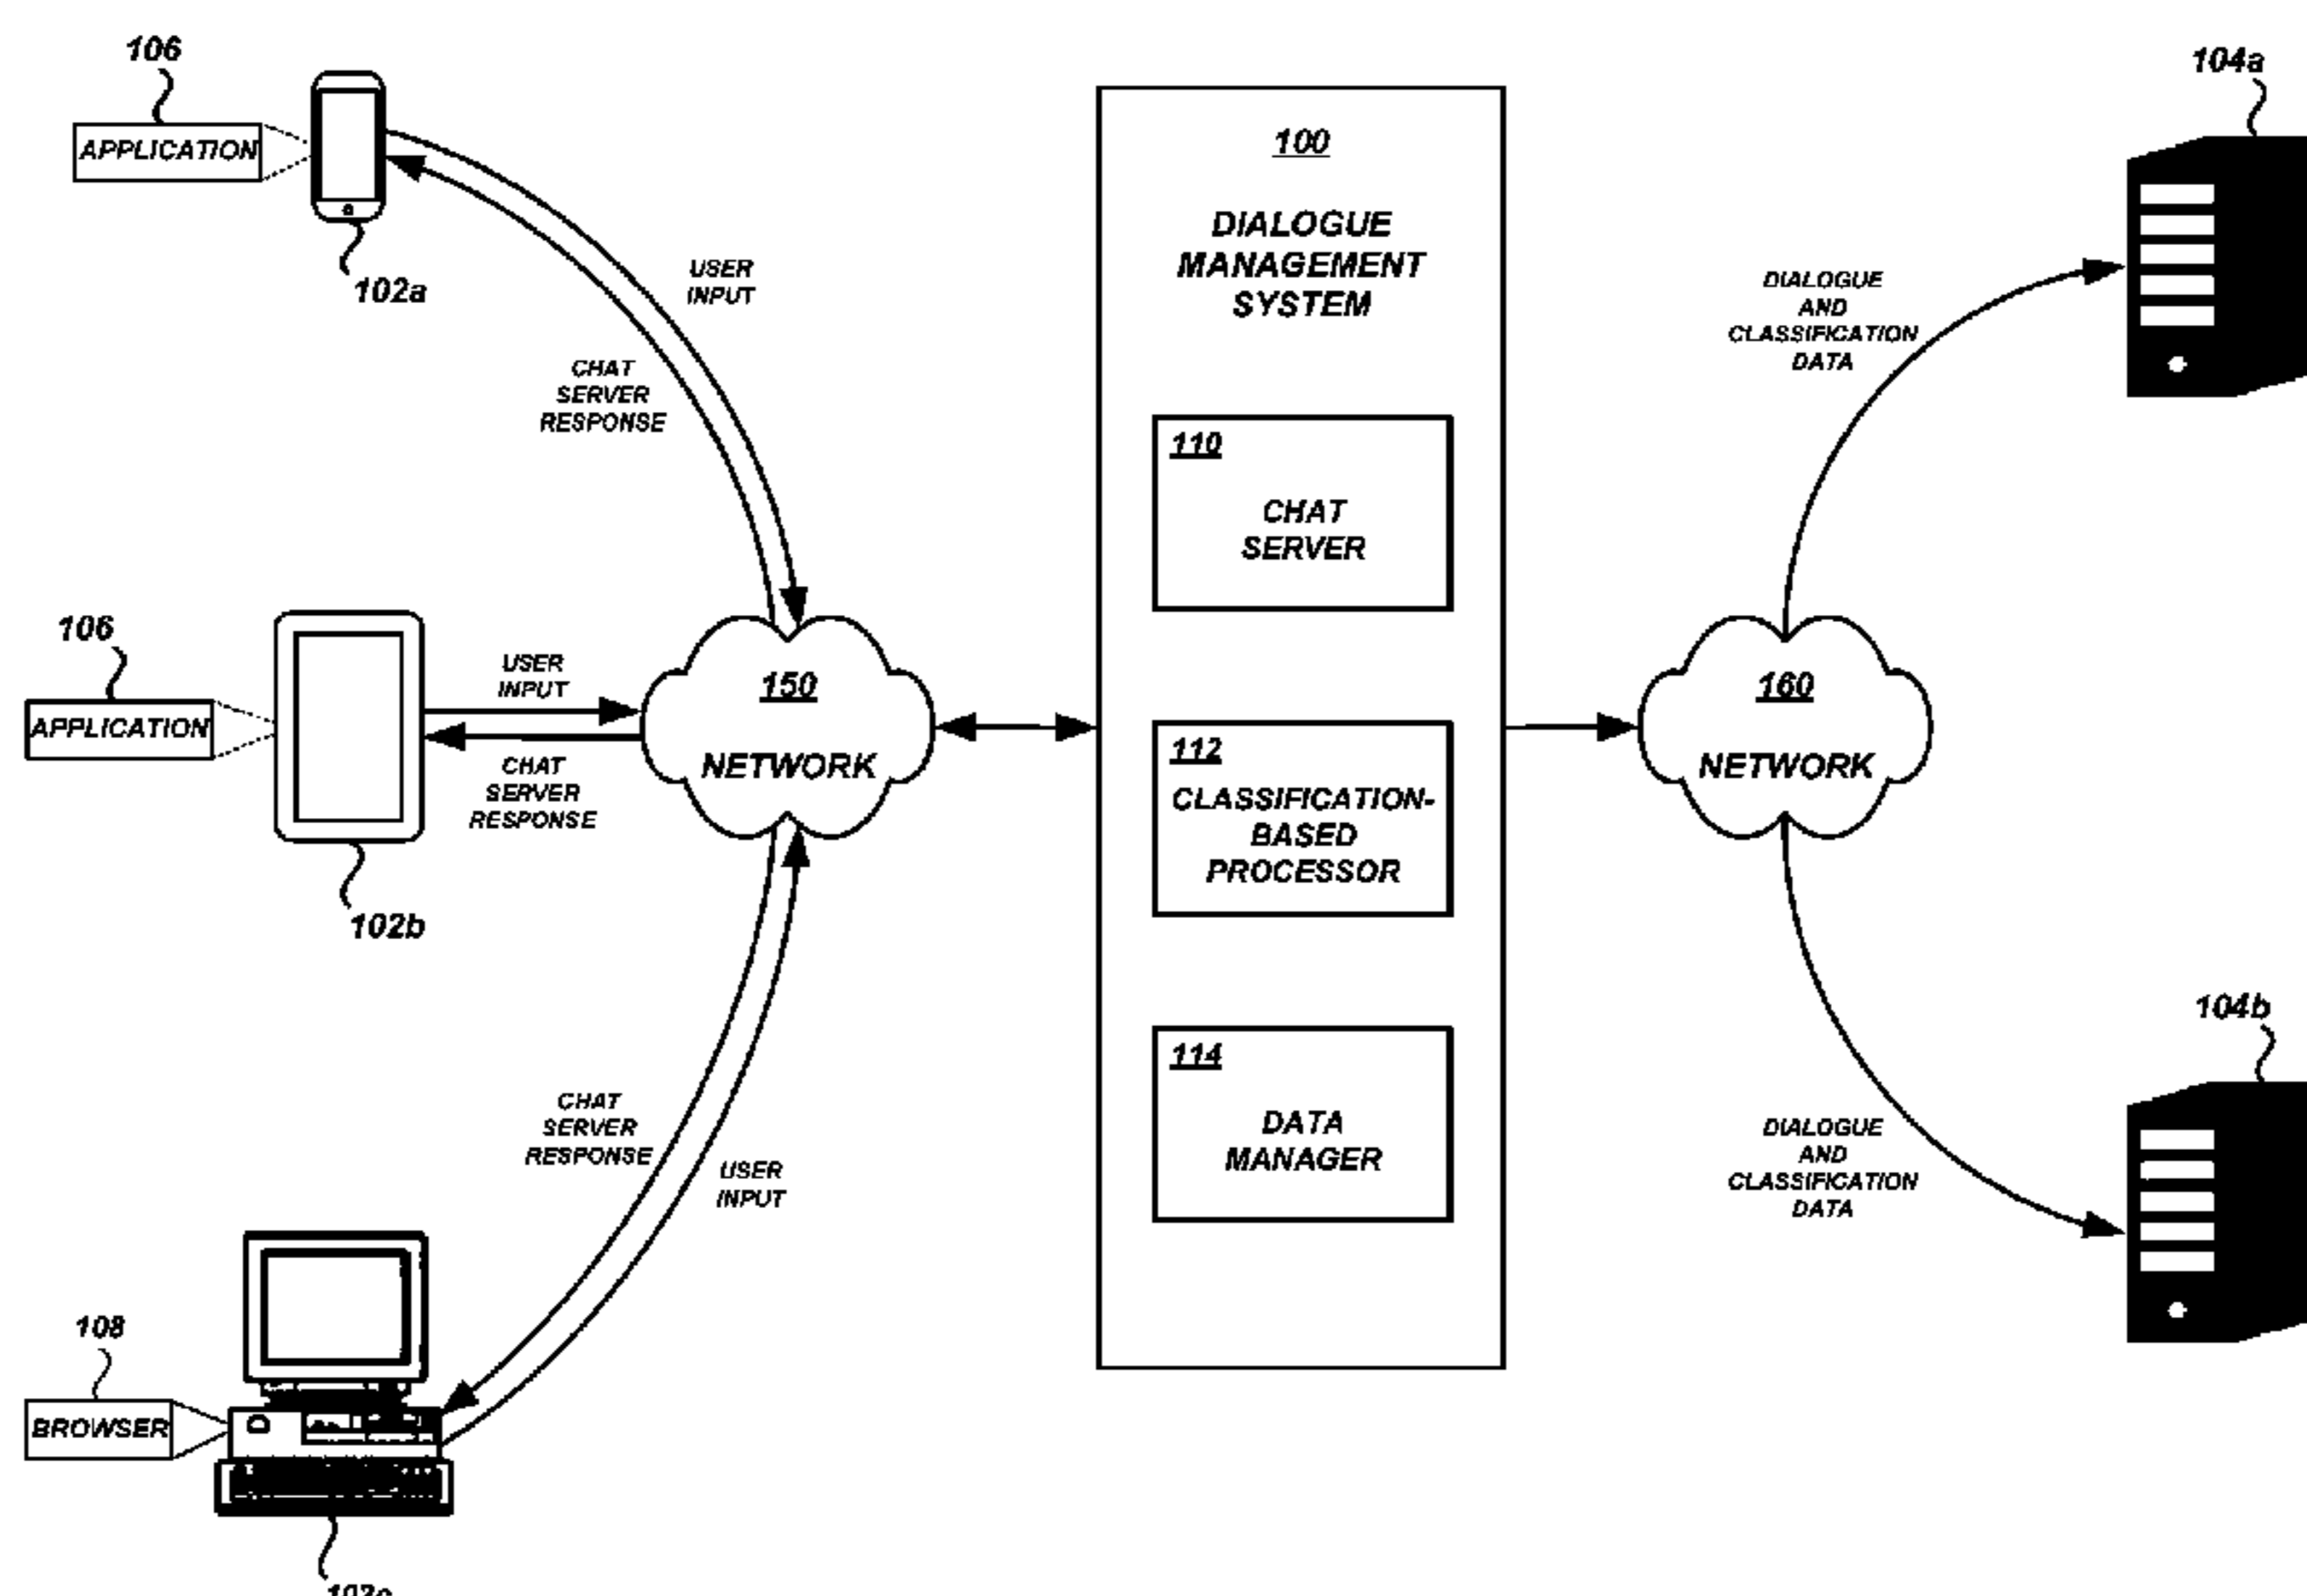 106
APPLICATION
102a
USER
INPUT
CHAT
SERVER
RESPONSE
106
APPLICATION
102b
USER
INPUT
CHAT
SERVER
RESPONSE
150
NETWORK
CHAT
SERVER
RESPONSE
USER
INPUT
108
BROWSER
100
DIALOGUE
MANAGEMENT
SYSTEM
110
CHAT
SERVER
112
CLASSIFICATION-
BASED
PROCESSOR
114
DATA
MANAGER
160
NETWORK
104a
DIALOGUE
AND
CLASSIFICATION
DATA
104b
DIALOGUE
AND
CLASSIFICATION
DATA